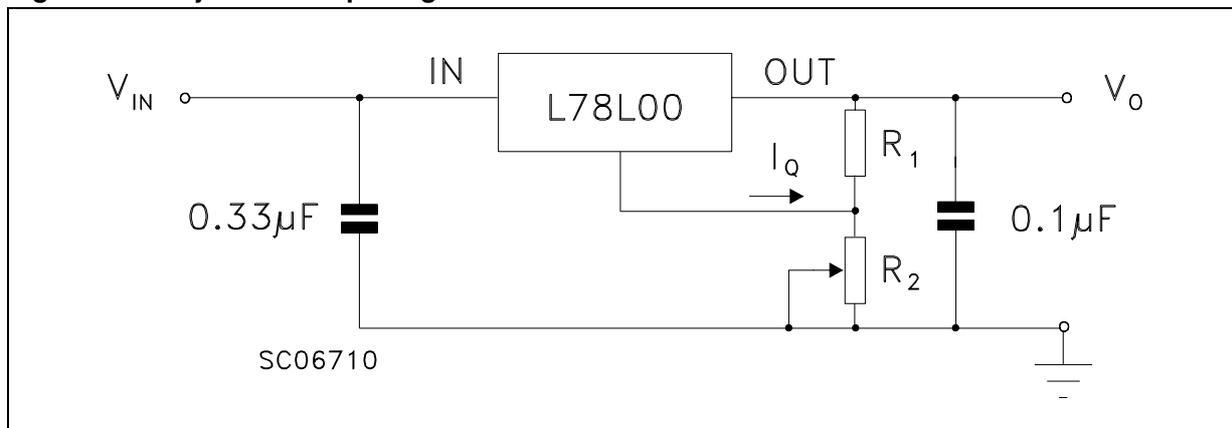 IN
OUT
V_IN
L78L00
V_O
R_1
I_Q
0.33μF
0.1μF
R_2
SC06710